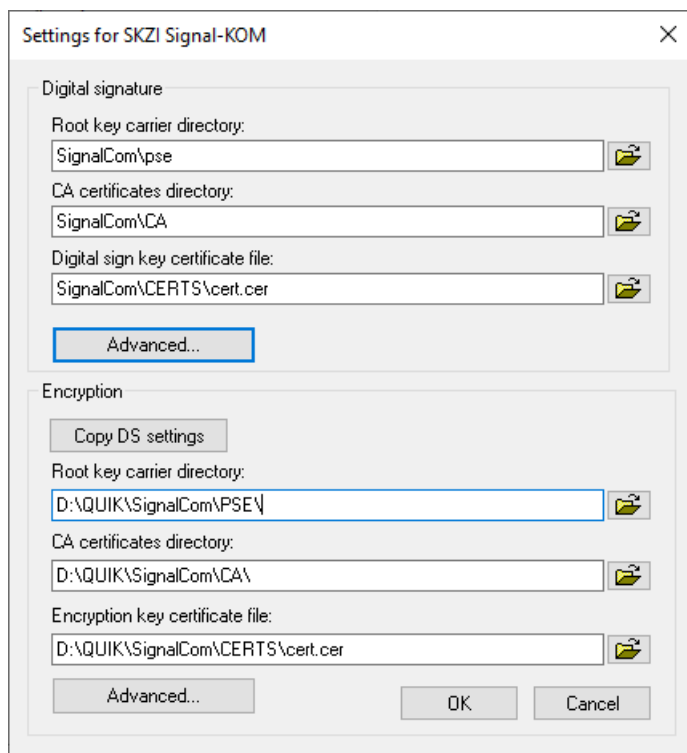 Settings for SKZI Signal-KOM
Digital signature
Root key carrier directory:
SignalCom\pse
CA certificates directory:
SignalCom\CA
Digital sign key certificate file:
SignalCom\CERTS\cert.cer
Advanced...
Encryption
Copy DS settings
Root key carrier directory:
D:\QUIK\SignalCom\PSE\
CA certificates directory:
D:\QUIK\SignalCom\CA\
Encryption key certificate file:
D:\QUIK\SignalCom\CERTS\cert.cer
Advanced... OK Cancel